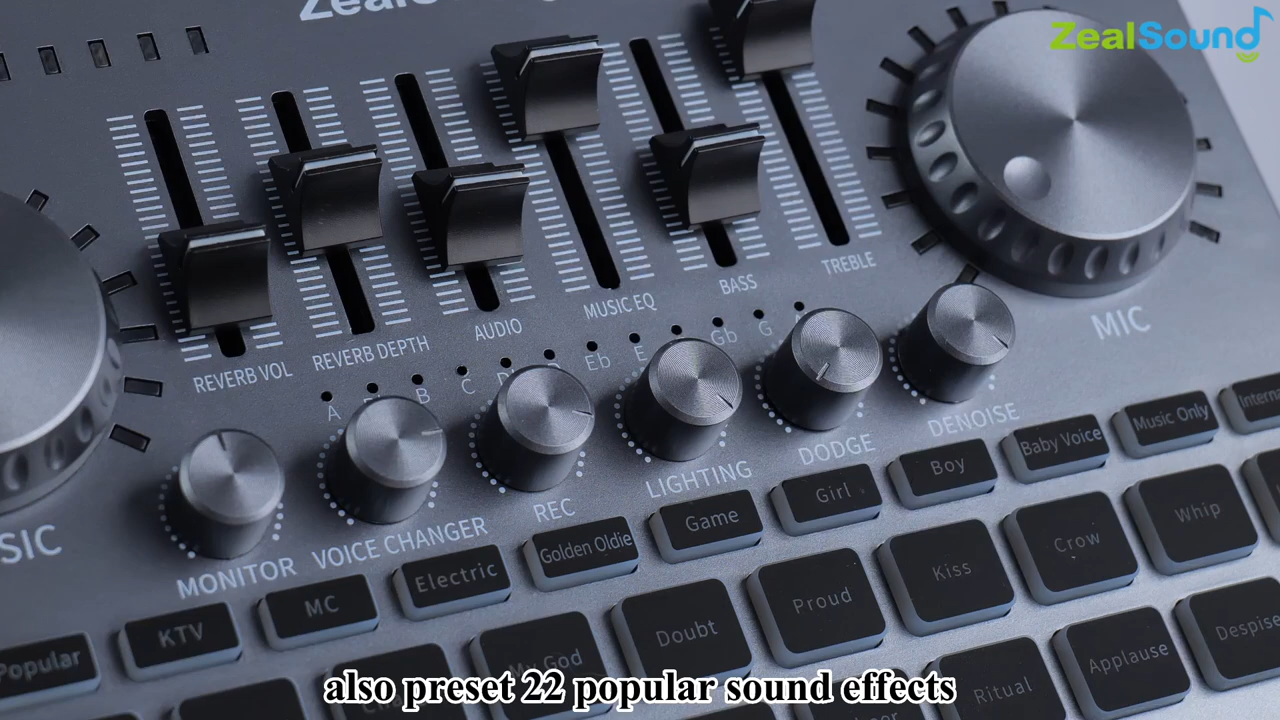 ZealSound
TREBLE
BASS
MUSIC EQ
AUDIO
REVERB DEPTH
REVERB VOL
MIC
A
B
C
Eb
E
Gb
G
DENOISE
DODGE
LIGHTING
REC
VOICE CHANGER
MONITOR
SIC
Music Only
Baby Voice
Boy
Girl
Game
Golden Oldie
Electric
MC
KTV
Popular
Whip
Crow
Kiss
Proud
Doubt
My God
Despise
Applause
Ritual
also preset 22 popular sound effects